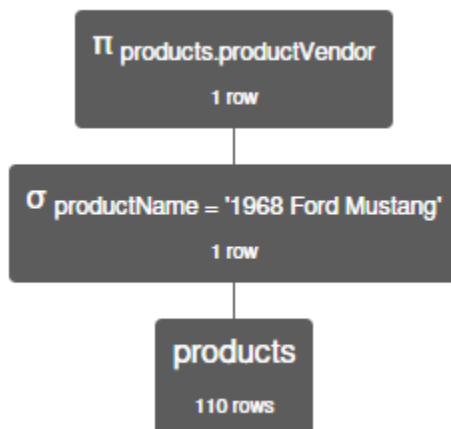 π products.productVendor
1 row
σ productName = '1968 Ford Mustang'
1 row
products
110 rows